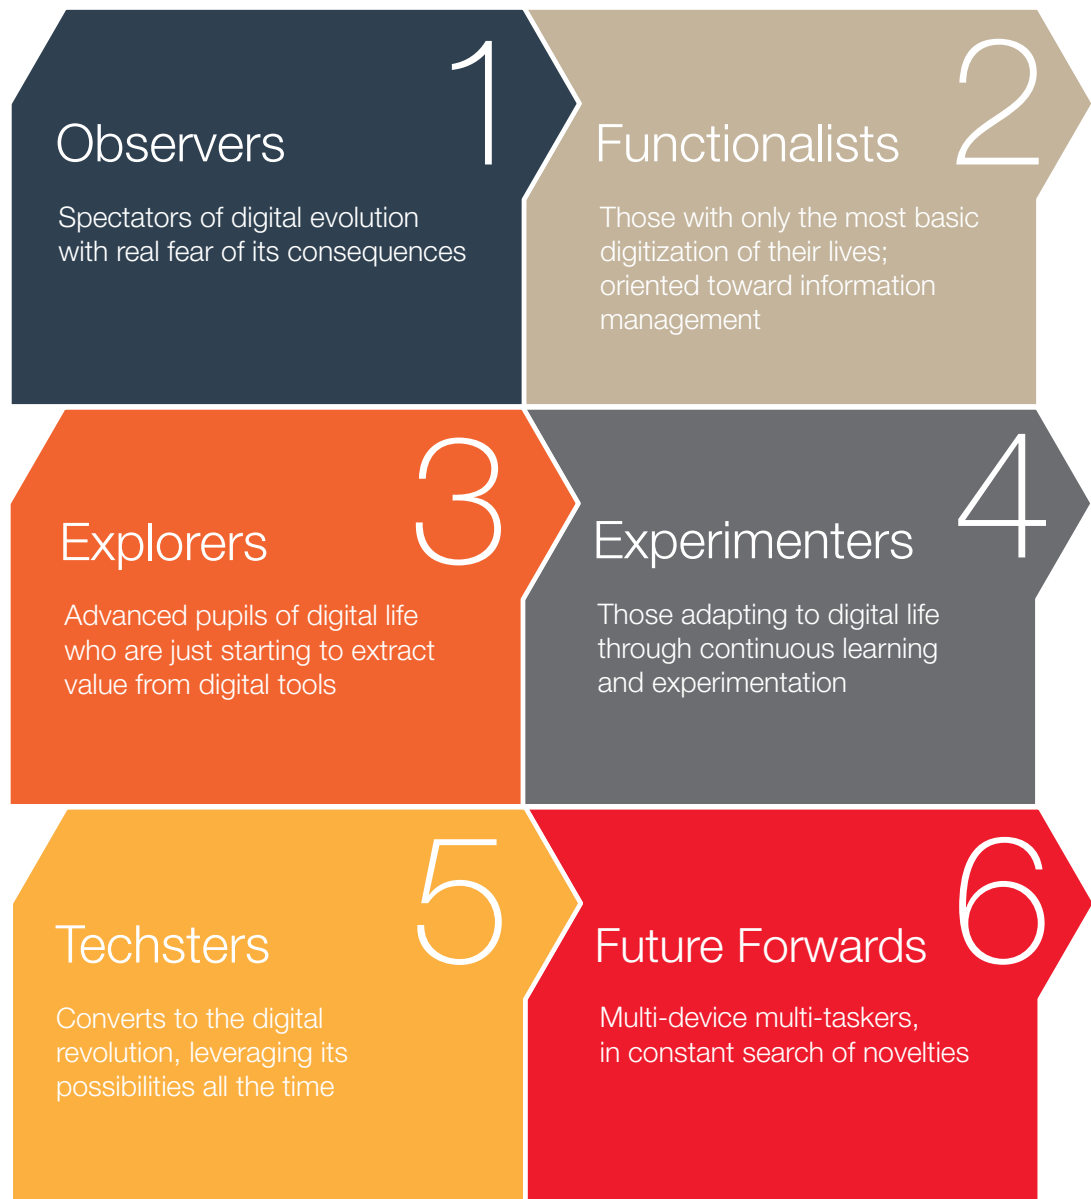 1
Observers
Spectators of digital evolution
with real fear of its consequences
2
Functionalists
Those with only the most basic
digitization of their lives;
oriented toward information
management
3
Explorers
Advanced pupils of digital life
who are just starting to extract
value from digital tools
4
Experimenters
Those adapting to digital life
through continuous learning
and experimentation
5
Techsters
Converts to the digital
revolution, leveraging its
possibilities all the time
6
Future Forwards
Multi-device multi-taskers,
in constant search of novelties